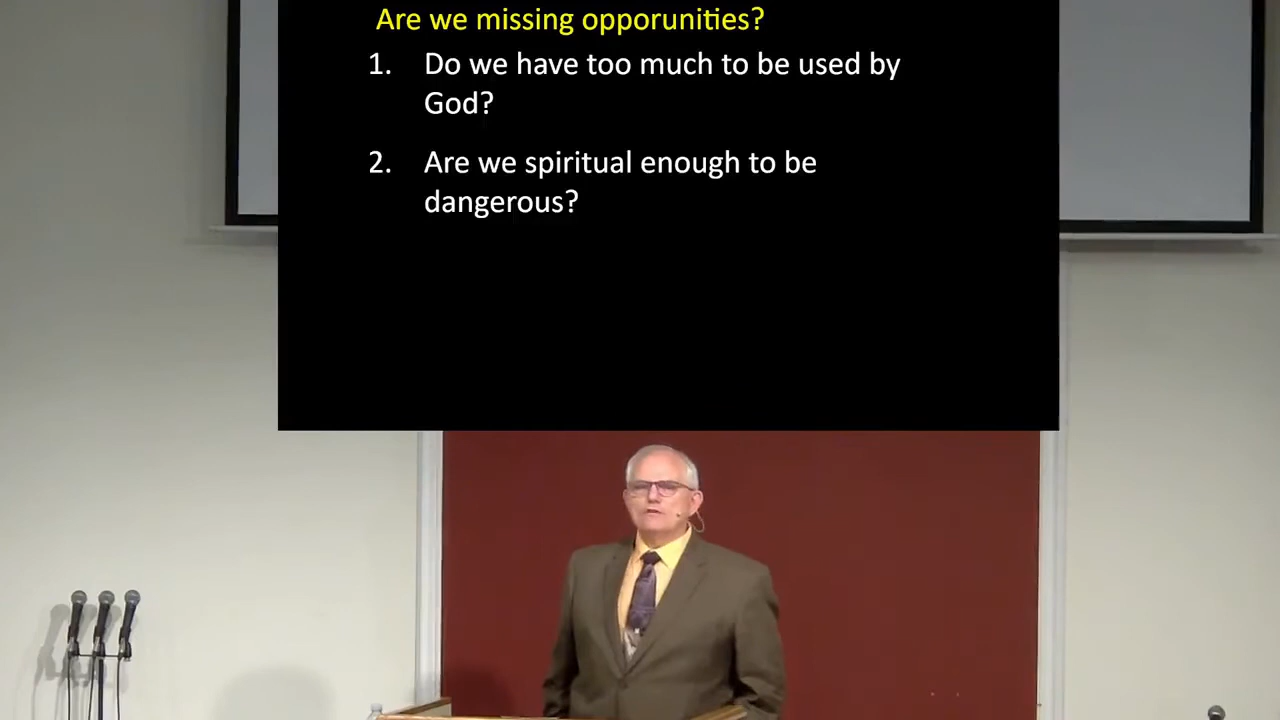 Are we missing opporunities?
1. Do we have too much to be used by
God?
2. Are we spiritual enough to be
dangerous?